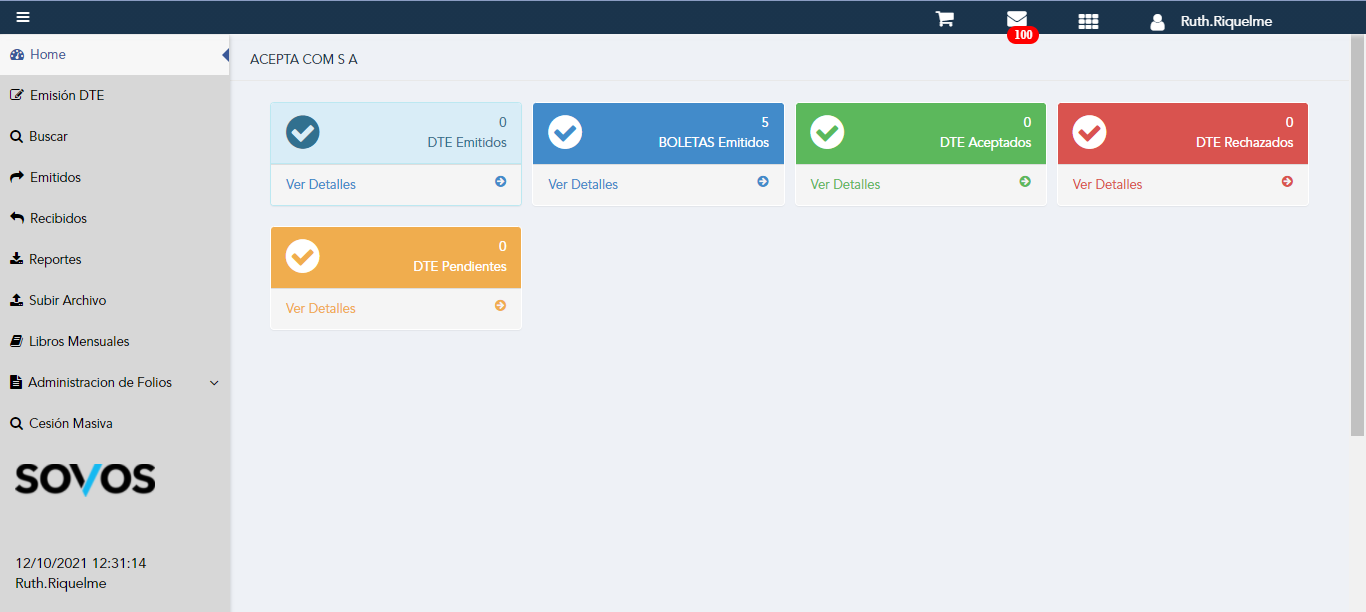 Ruth.Riquelme
100
Home
ACEPTA COM S A
Emisión DTE
Buscar
Emitidos
Recibidos
Reportes
Subir Archivo
Libros Mensuales
Administracion de Folios
Cesión Masiva
SOVOS
12/10/2021 12:31:14
Ruth.Riquelme
0
DTE Emitidos
Ver Detalles
5
BOLETAS Emitidos
Ver Detalles
0
DTE Aceptados
Ver Detalles
0
DTE Rechazados
Ver Detalles
0
DTE Pendientes
Ver Detalles